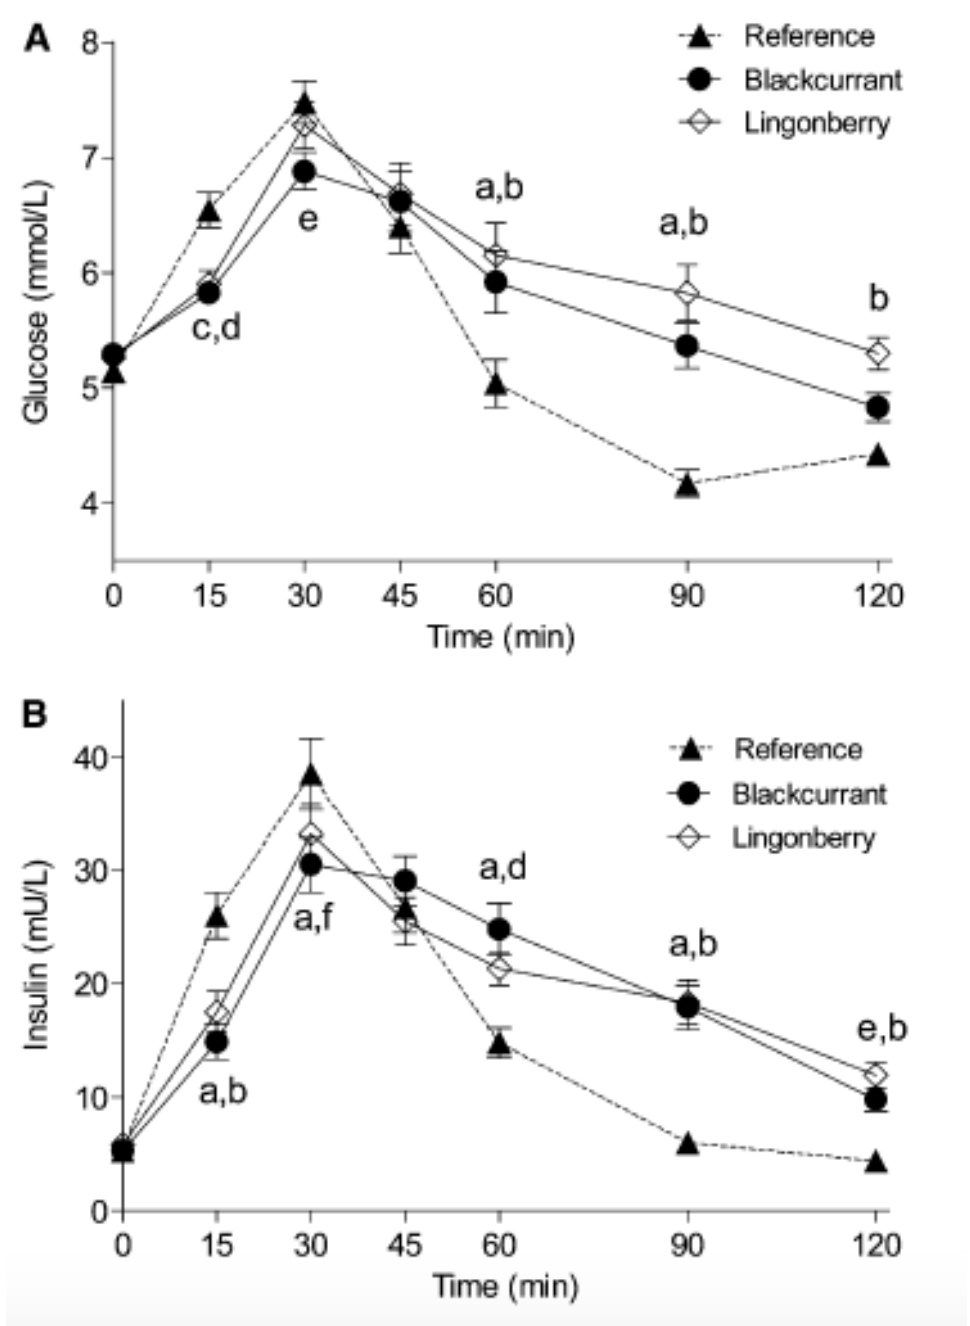 A
8
7
6
5
4
Glucose (mmol/L)
Reference
Blackcurrant
Lingonberry
c,d
e
a,b
a,b
b
0 15 30 45 60 90 120
Time (min)
B
40
30
20
10
0
Insulin (mU/L)
Reference
Blackcurrant
Lingonberry
a,b
a,f
a,d
a,b
e,b
0 15 30 45 60 90 120
Time (min)